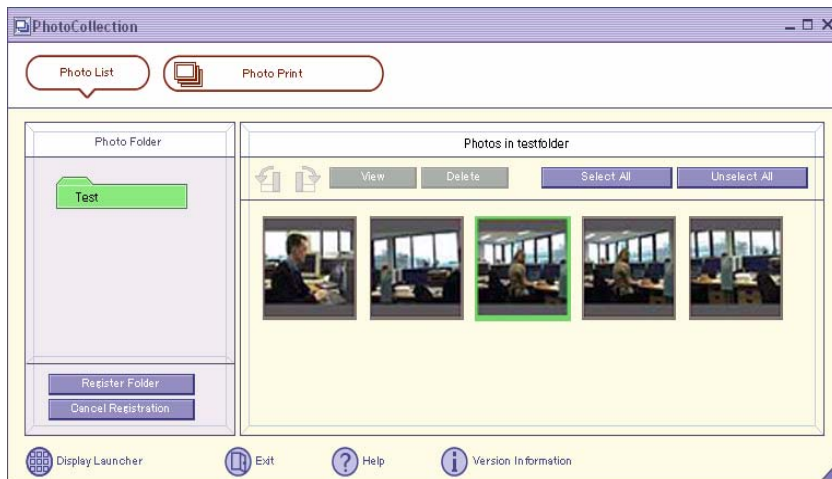 PhotoCollection
Photo List
Photo Print
Photo Folder
Test
Register Folder
Cancel Registration
Photos in testfolder
View
Delete
Select All
Unselect All
Display Launcher
Exit
Help
Version Information